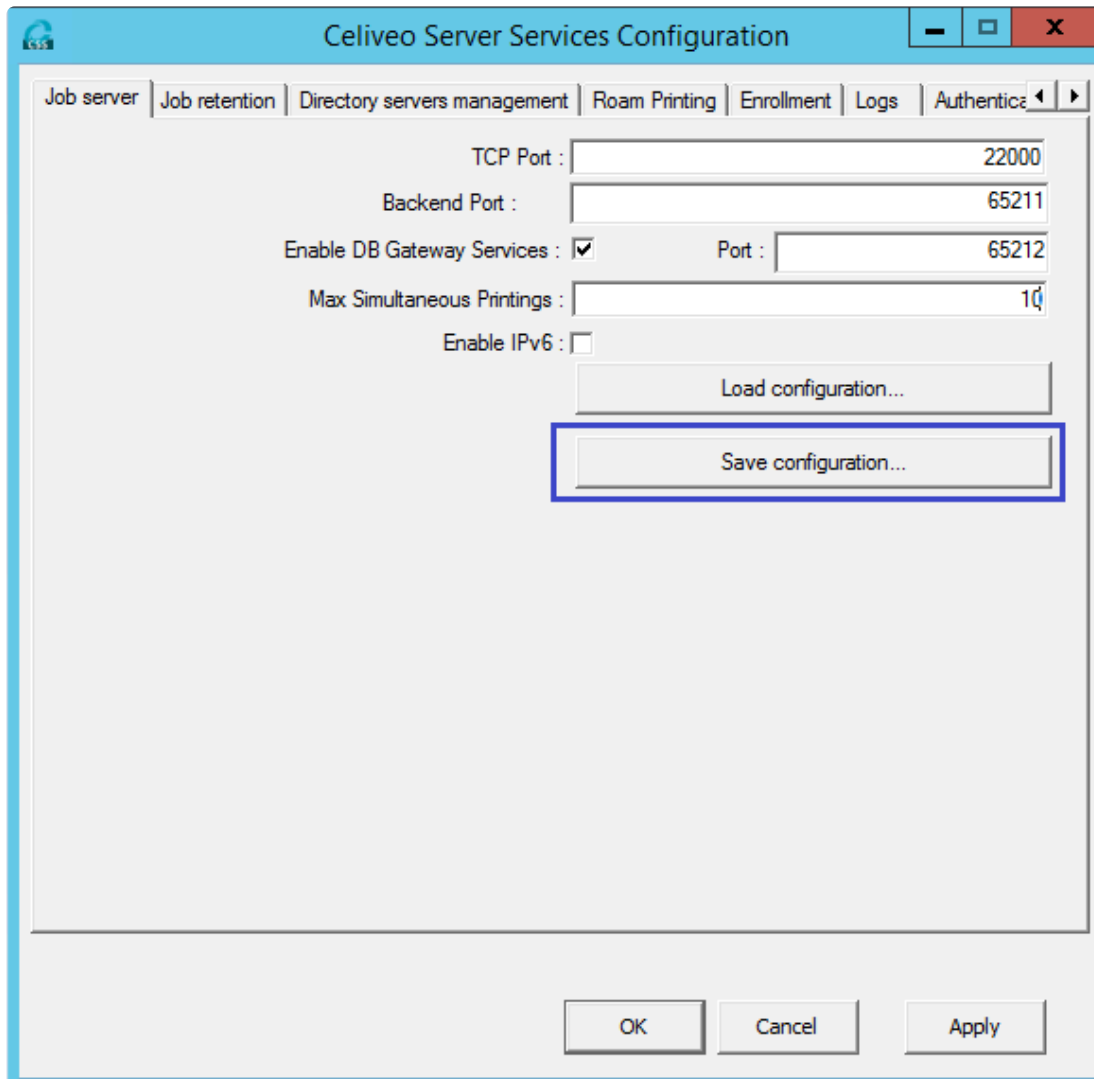 CSS
Celiveo Server Services Configuration
Job server Job retention Directory servers management Roam Printing Enrollment Logs Authentica
TCP Port : 22000
Backend Port : 65211
Enable DB Gateway Services : Port : 65212
Max Simultaneous Printings : 10
Enable IPv6 :
Load configuration...
Save configuration...
OK Cancel Apply